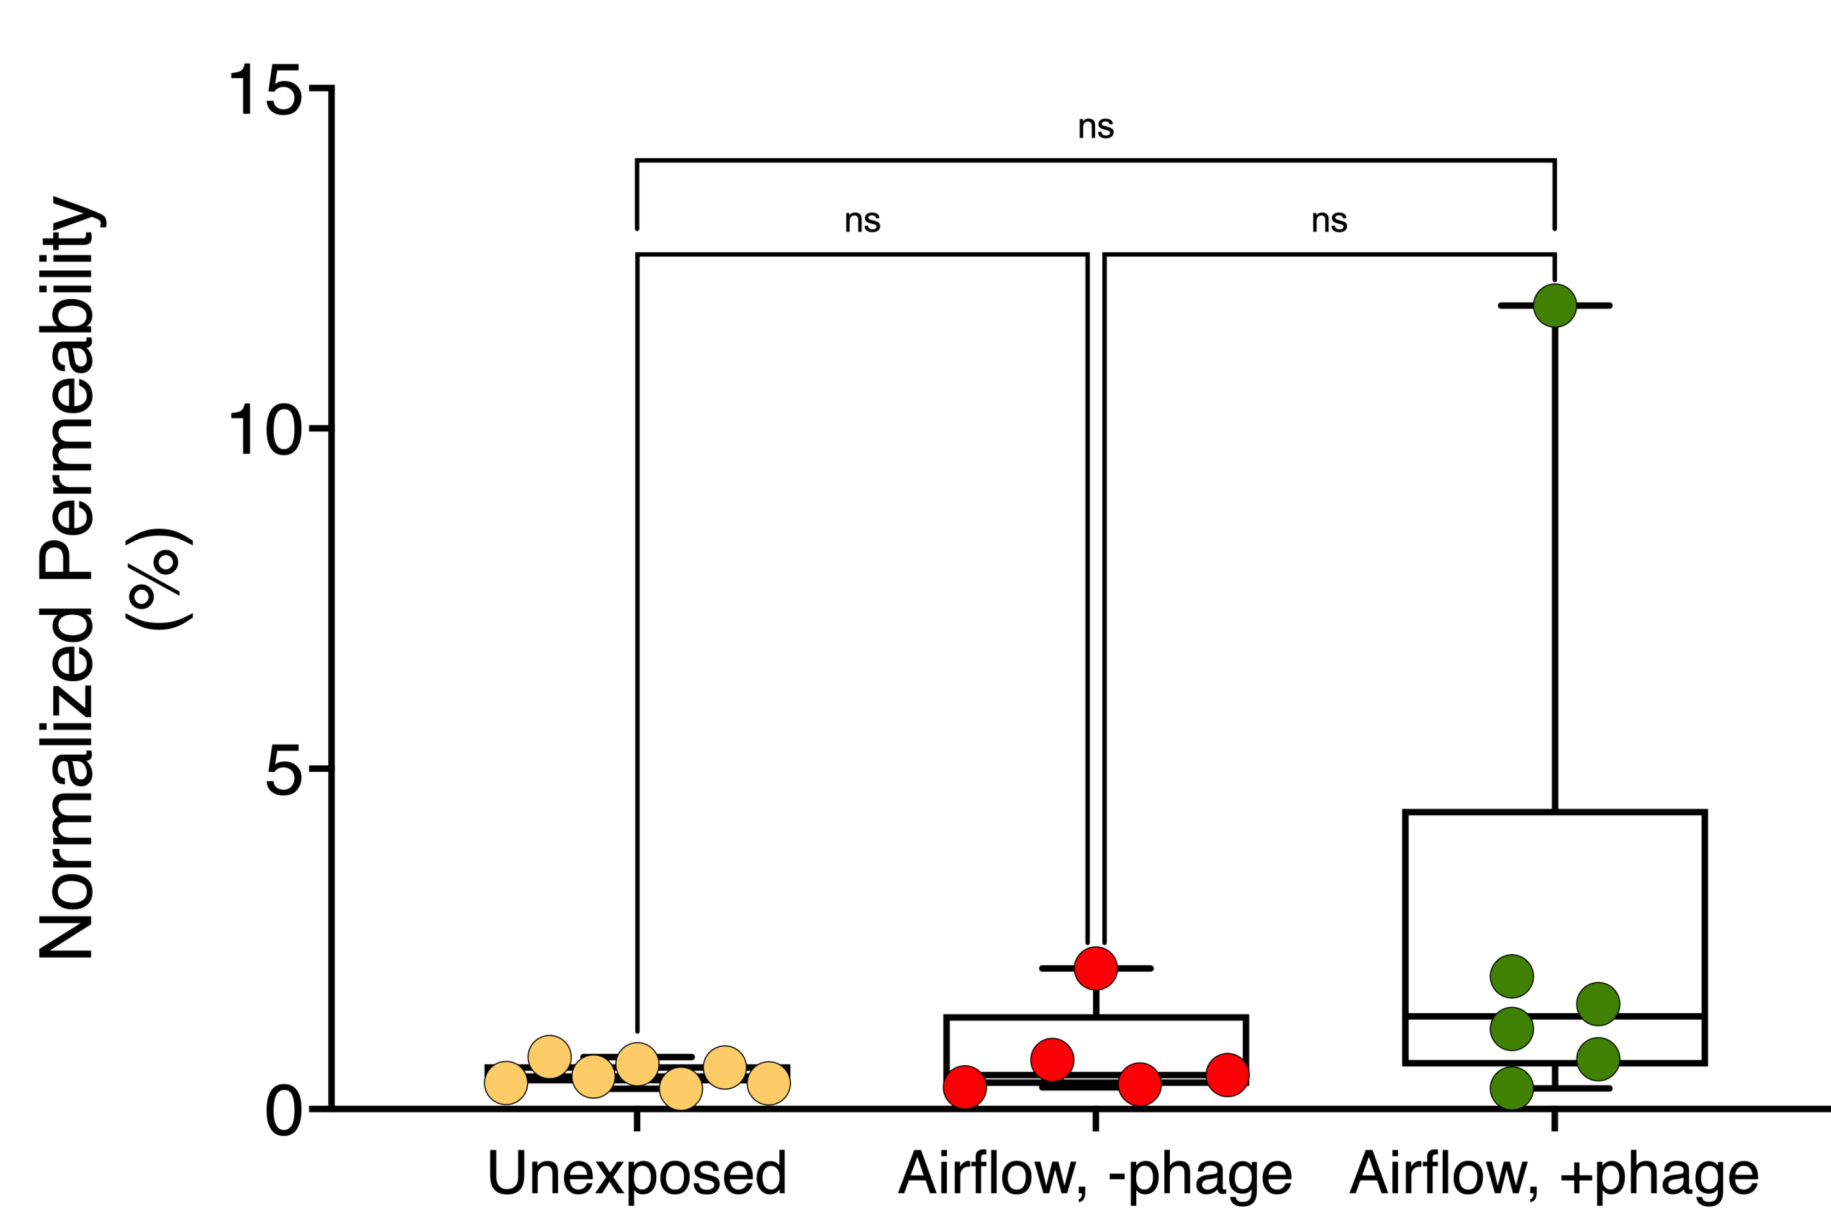 Normalized Permeability
(%)
15
10
5
0
ns
ns
ns
Unexposed
Airflow, -phage
Airflow, +phage